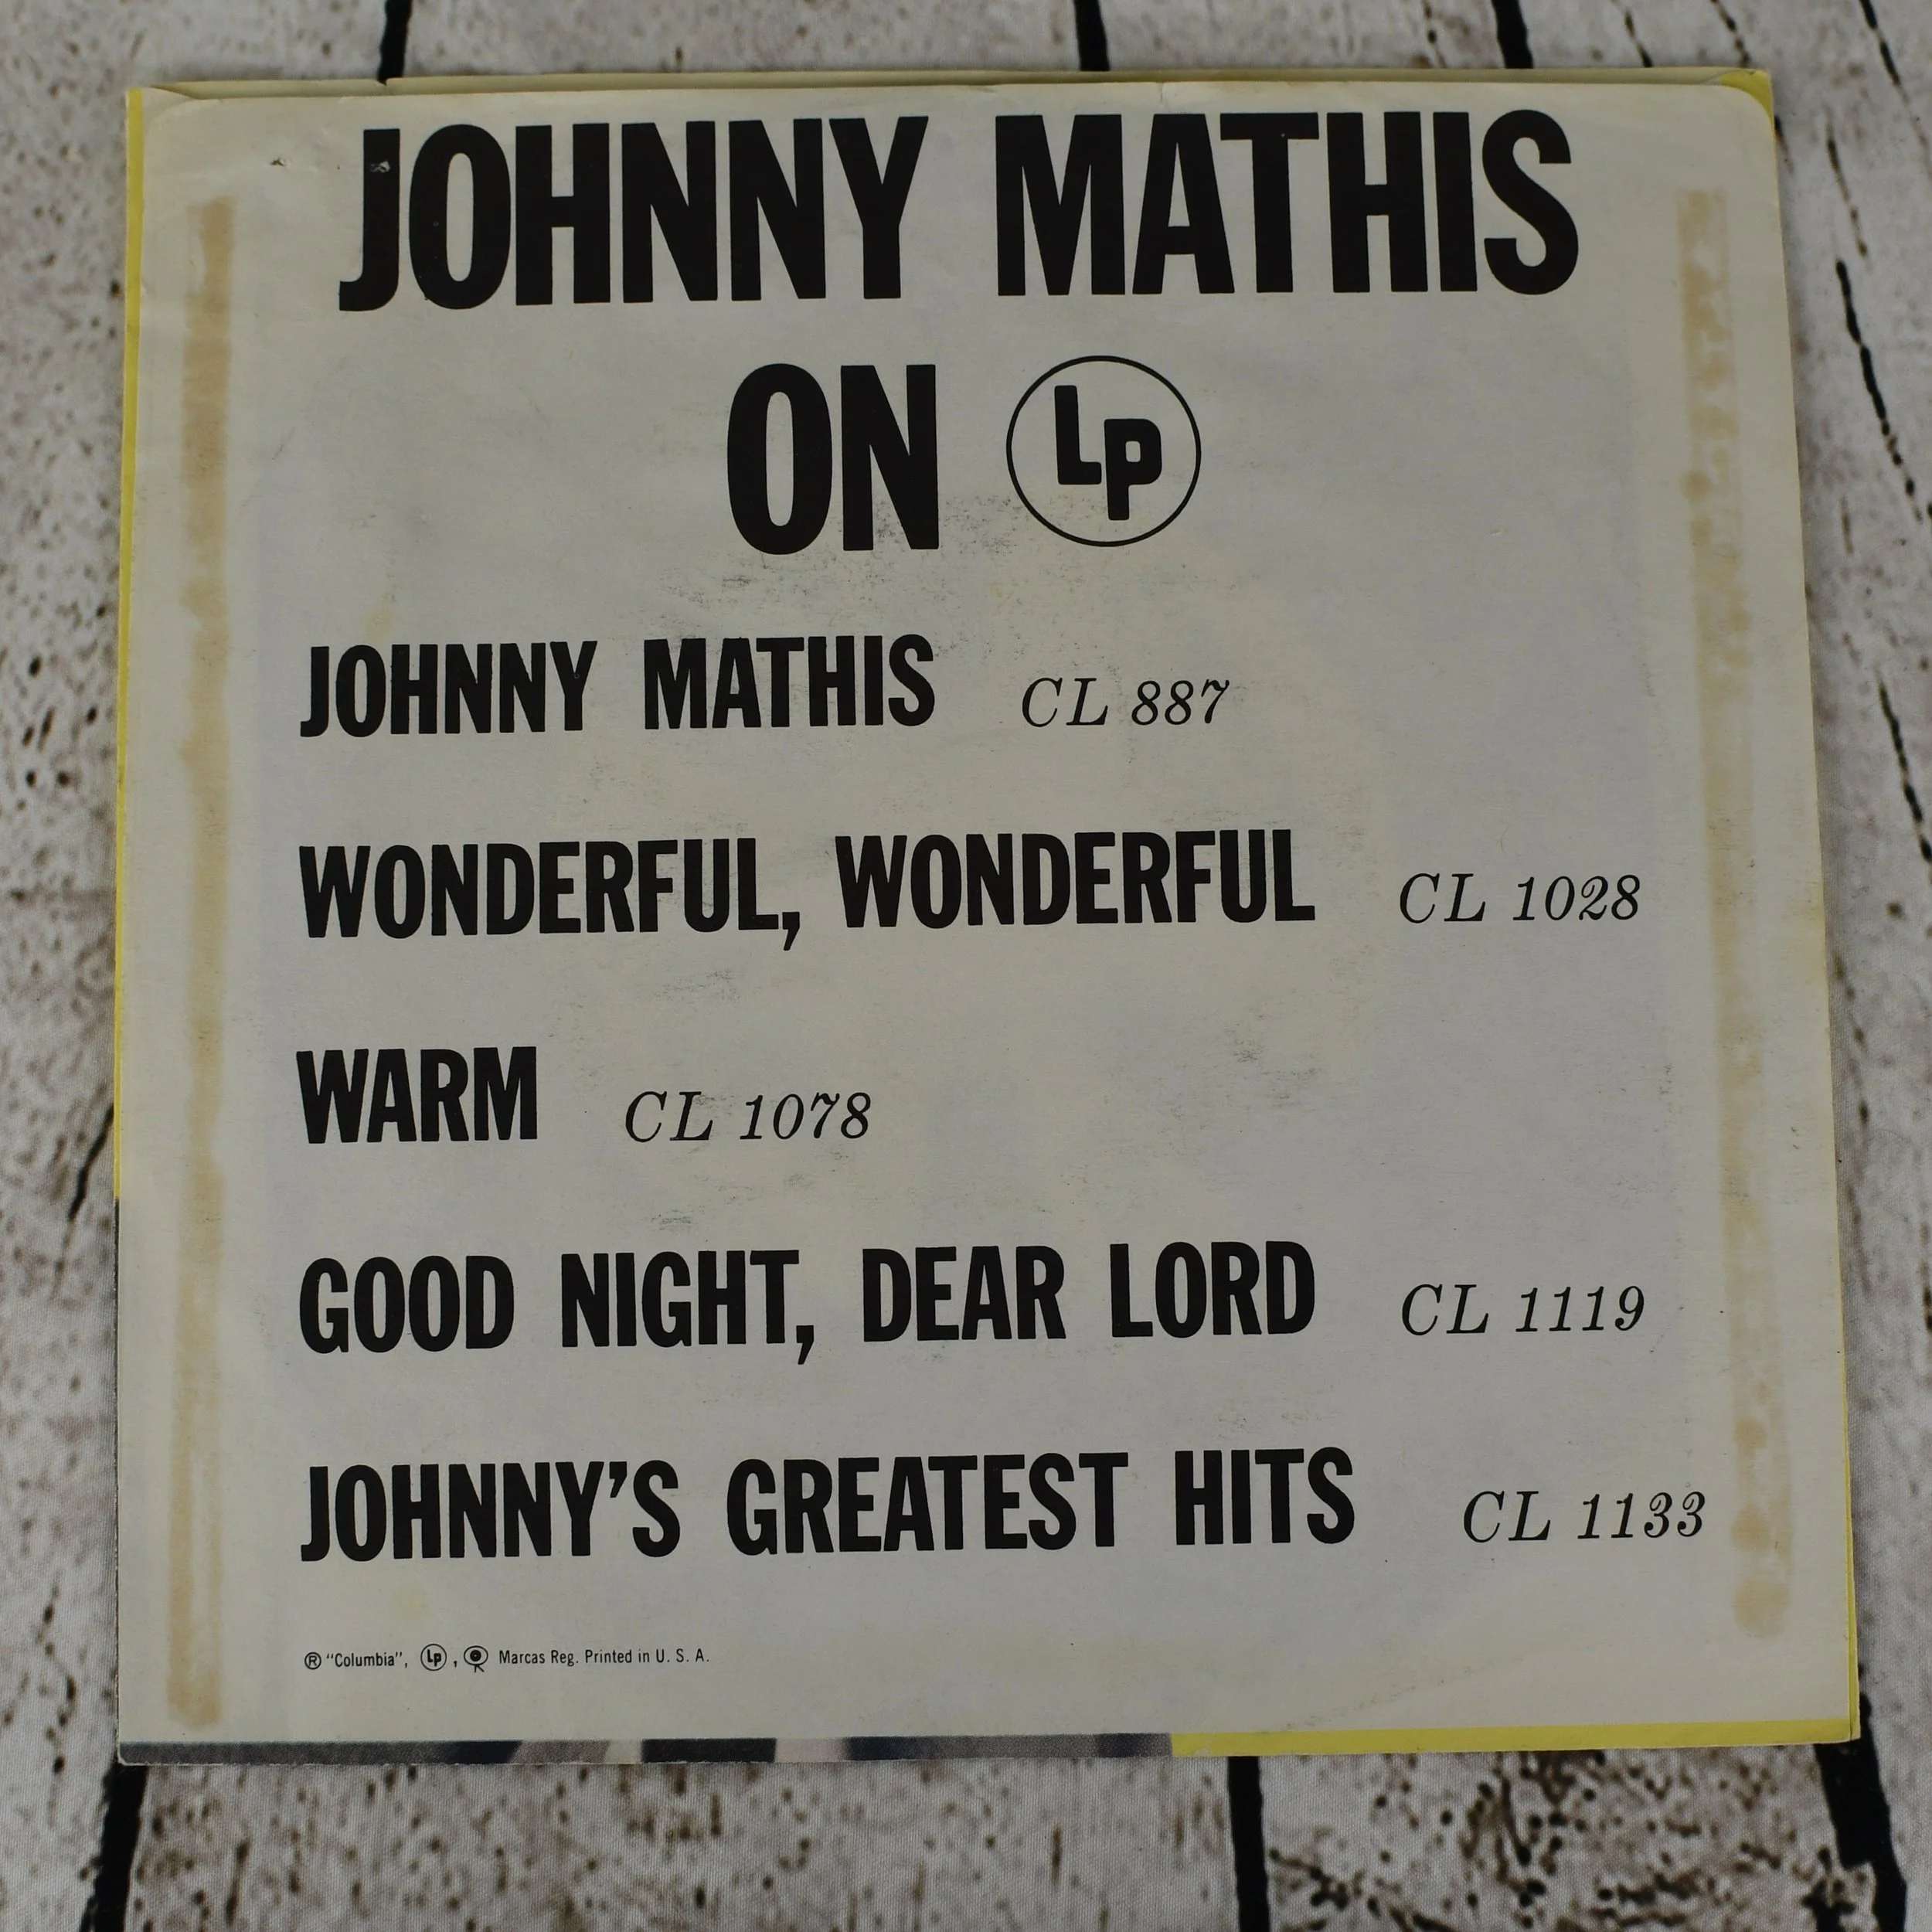 JOHNNY MATHIS
ON LP
JOHNNY MATHIS CL 887
WONDERFUL, WONDERFUL CL 1028
WARM CL 1078
GOOD NIGHT, DEAR LORD CL 1119
JOHNNY'S GREATEST HITS CL 1133
® "Columbia", Lp, Marcas Reg. Printed in U. S. A.